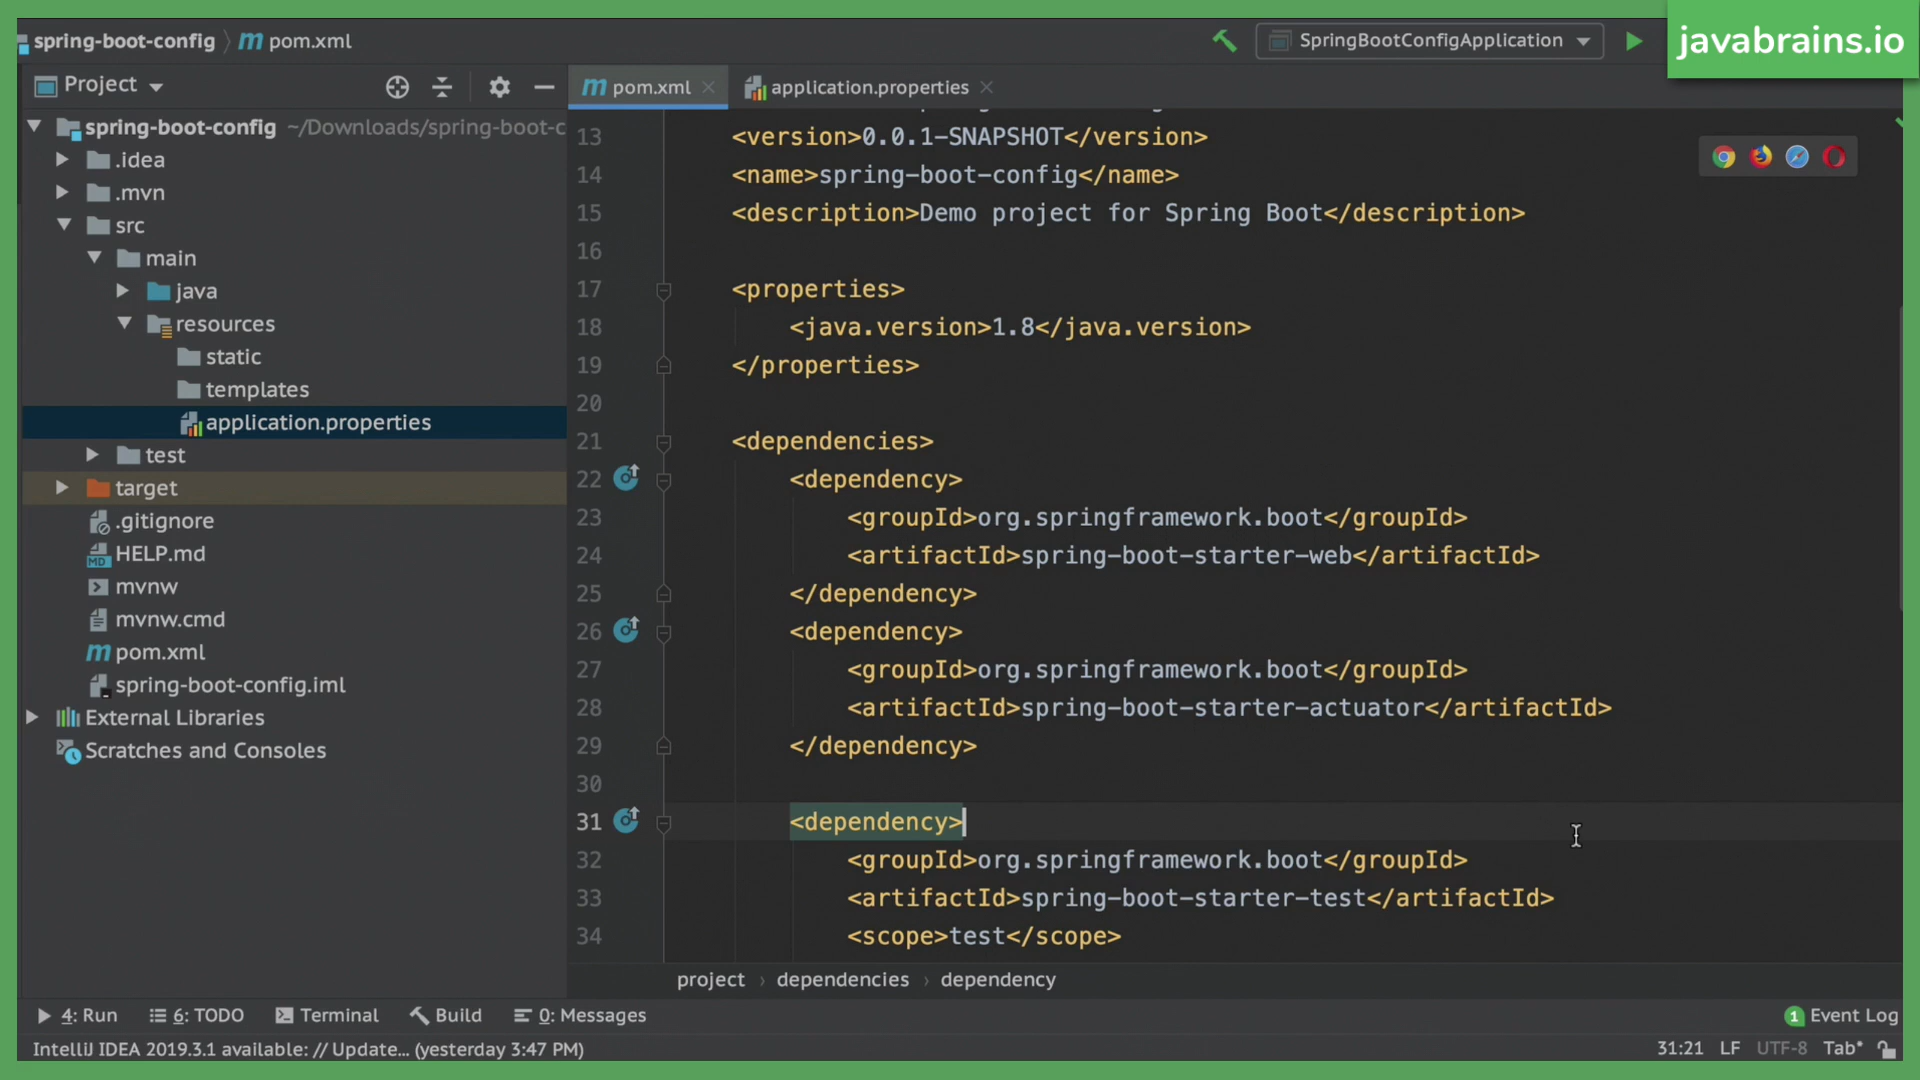 spring-boot-config 〉 m pom.xml
SpringBootConfigApplication
javabrains.io
Project
pom.xml
application.properties
spring-boot-config ~/Downloads/spring-boot-c
.idea
.mvn
src
main
java
resources
static
templates
application.properties
test
target
.gitignore
HELP.md
mvnw
mvnw.cmd
pom.xml
spring-boot-config.iml
External Libraries
Scratches and Consoles
13 <version>0.0.1-SNAPSHOT</version>
14 <name>spring-boot-config</name>
15 <description>Demo project for Spring Boot</description>
16
17 <properties>
18 <java.version>1.8</java.version>
19 </properties>
20
21 <dependencies>
22 <dependency>
23 <groupId>org.springframework.boot</groupId>
24 <artifactId>spring-boot-starter-web</artifactId>
25 </dependency>
26 <dependency>
27 <groupId>org.springframework.boot</groupId>
28 <artifactId>spring-boot-starter-actuator</artifactId>
29 </dependency>
30
31 <dependency>
32 <groupId>org.springframework.boot</groupId>
33 <artifactId>spring-boot-starter-test</artifactId>
34 <scope>test</scope>
project › dependencies › dependency
4: Run 6: TODO Terminal Build 0: Messages 1 Event Log
IntelliJ IDEA 2019.3.1 available: // Update... (yesterday 3:47 PM) 31:21 LF UTF-8 Tab*